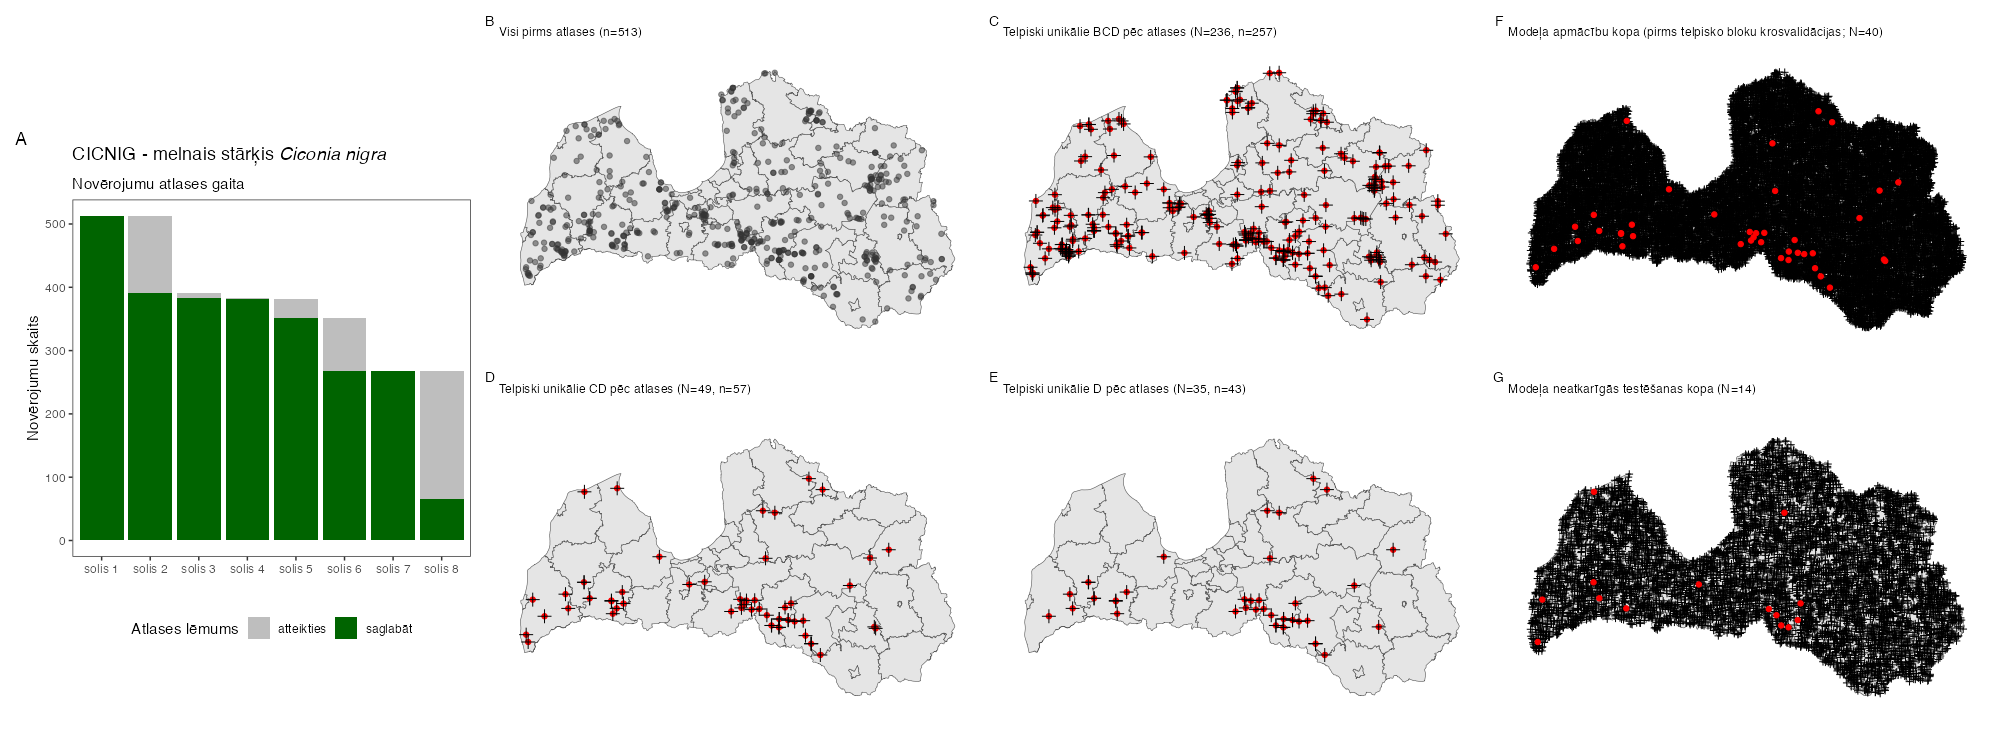 A
CICNIG - melnais stārķis Ciconia nigra
Novērojumu atlases gaita
Novērojumu skaits
500
400
300
200
100
0
solis 1 solis 2 solis 3 solis 4 solis 5 solis 6 solis 7 solis 8
Atlases lēmums atteikties saglabāt
B
Visi pirms atlases (n=513)
C
Telpiski unikālie BCD pēc atlases (N=236, n=257)
F
Modeļa apmācību kopa (pirms telpisko bloku krosvalidācijas; N=40)
D
Telpiski unikālie CD pēc atlases (N=49, n=57)
E
Telpiski unikālie D pēc atlases (N=35, n=43)
G
Modeļa neatkarīgās testēšanas kopa (N=14)